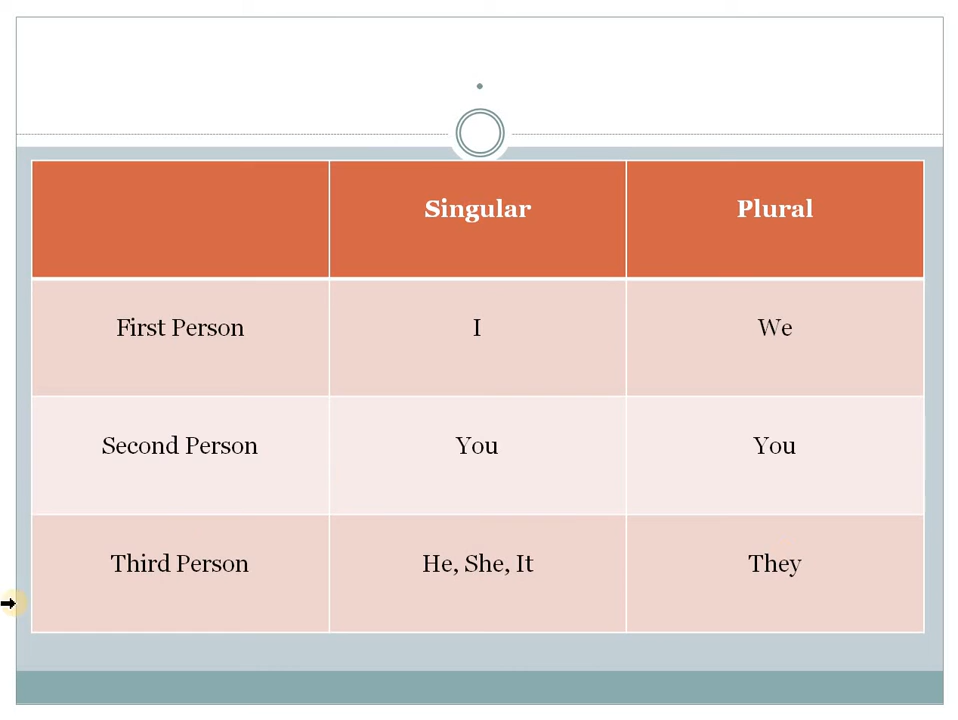 Singular Plural
First Person I We
Second Person You You
Third Person He, She, It They